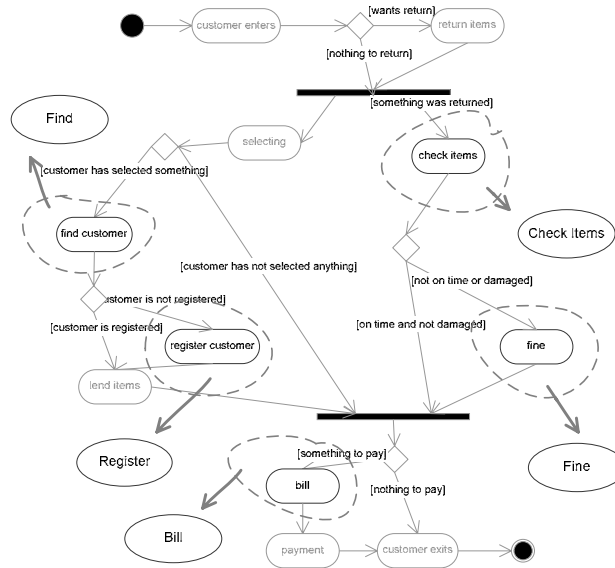 [wants return]
customer enters
return items
[nothing to return]
[something was returned]
Find
selecting
check items
[customer has selected something]
find customer
Check Items
[customer has not selected anything]
[not on time or damaged]
customer is not registered]
[customer is registered]
[on time and not damaged]
register customer
fine
lend items
Register
[something to pay]
Fine
bill
[nothing to pay]
Bill
payment
customer exits